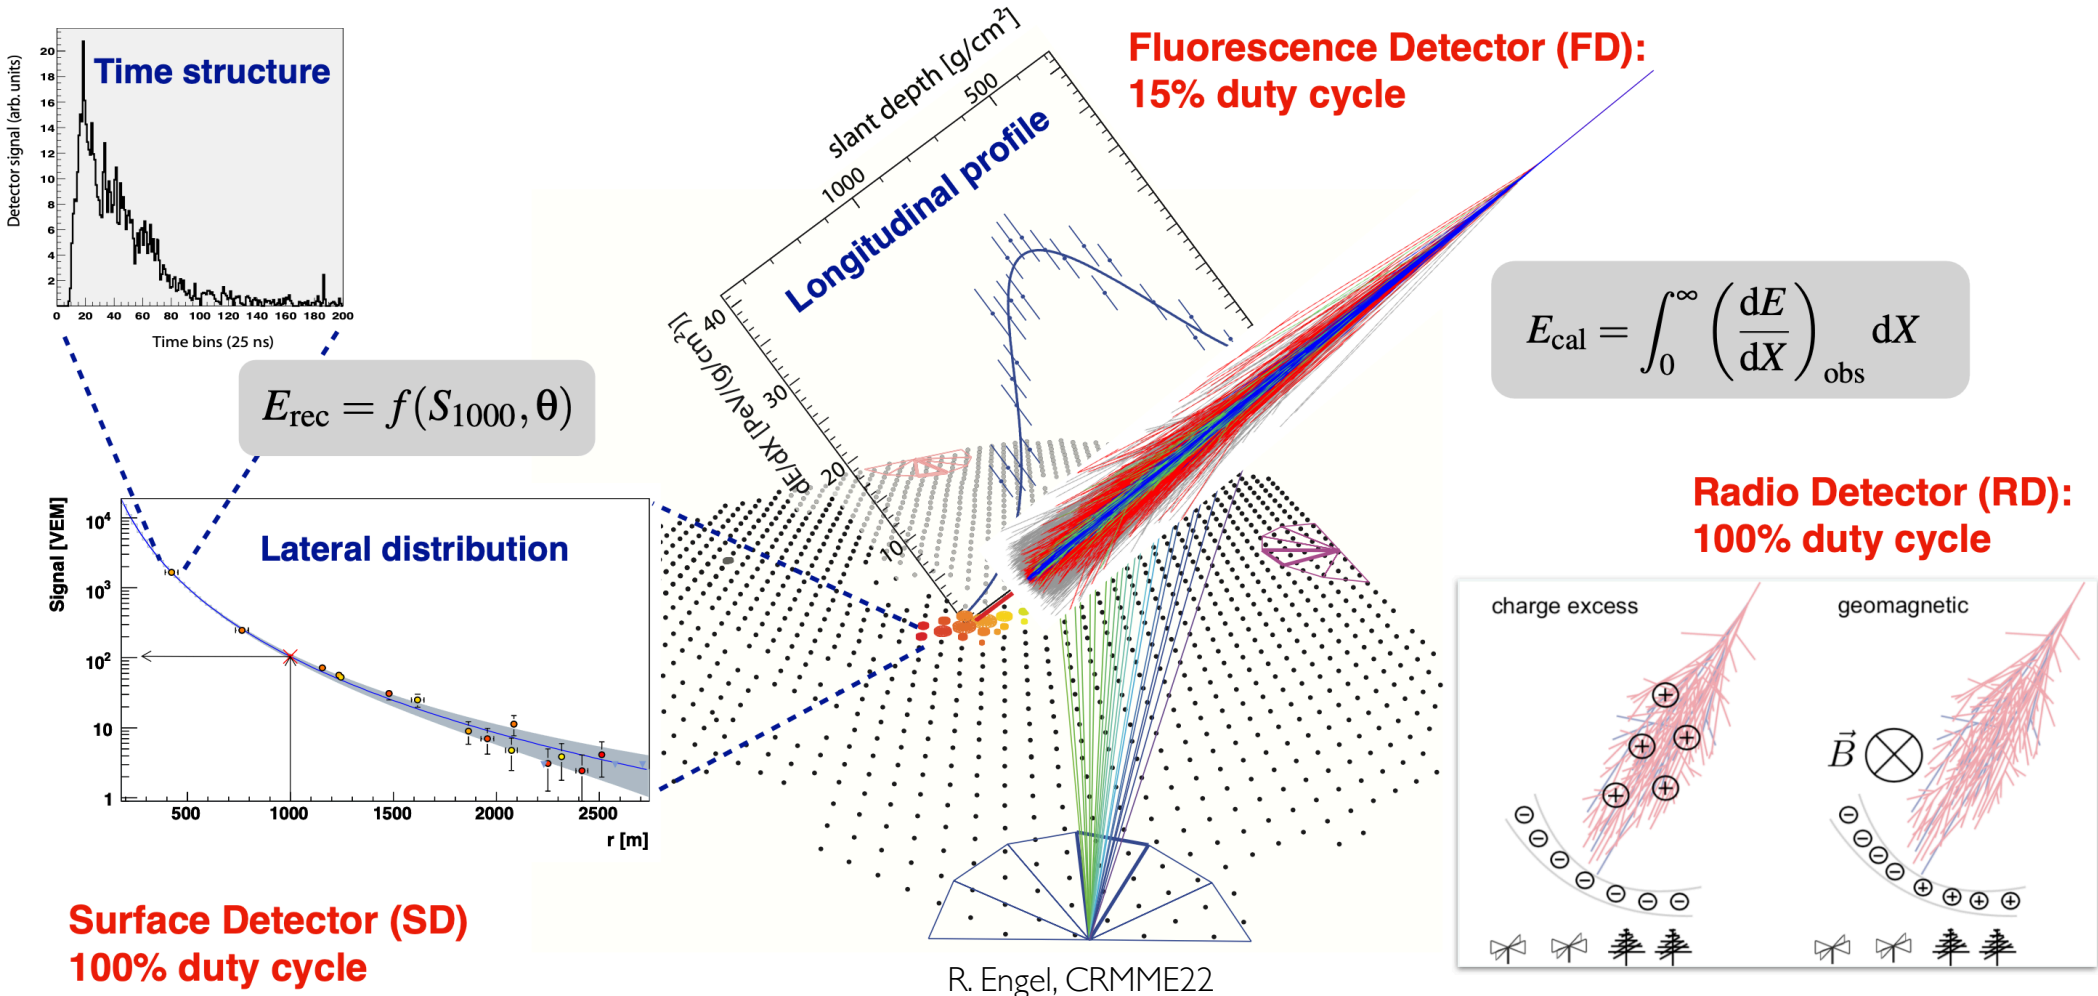 Time structure
Detector signal (arb. units)
20
18
16
14
12
10
8
6
4
2
0 20 40 60 80 100 120 140 160 180 200
Time bins (25 ns)
E_rec = f(S_1000, θ)
Lateral distribution
Signal [VEM]
10^4
10^3
10^2
10
1
500 1000 1500 2000 2500
r [m]
Surface Detector (SD)
100% duty cycle
slant depth [g/cm^2]
500
1000
Longitudinal profile
dE/dX [PeV/(g/cm^2)]
40
30
20
10
Fluorescence Detector (FD):
15% duty cycle
E_cal = ∫_0^∞ (dE/dX)_obs dX
Radio Detector (RD):
100% duty cycle
charge excess
geomagnetic
B⃗
R. Engel, CRMME22